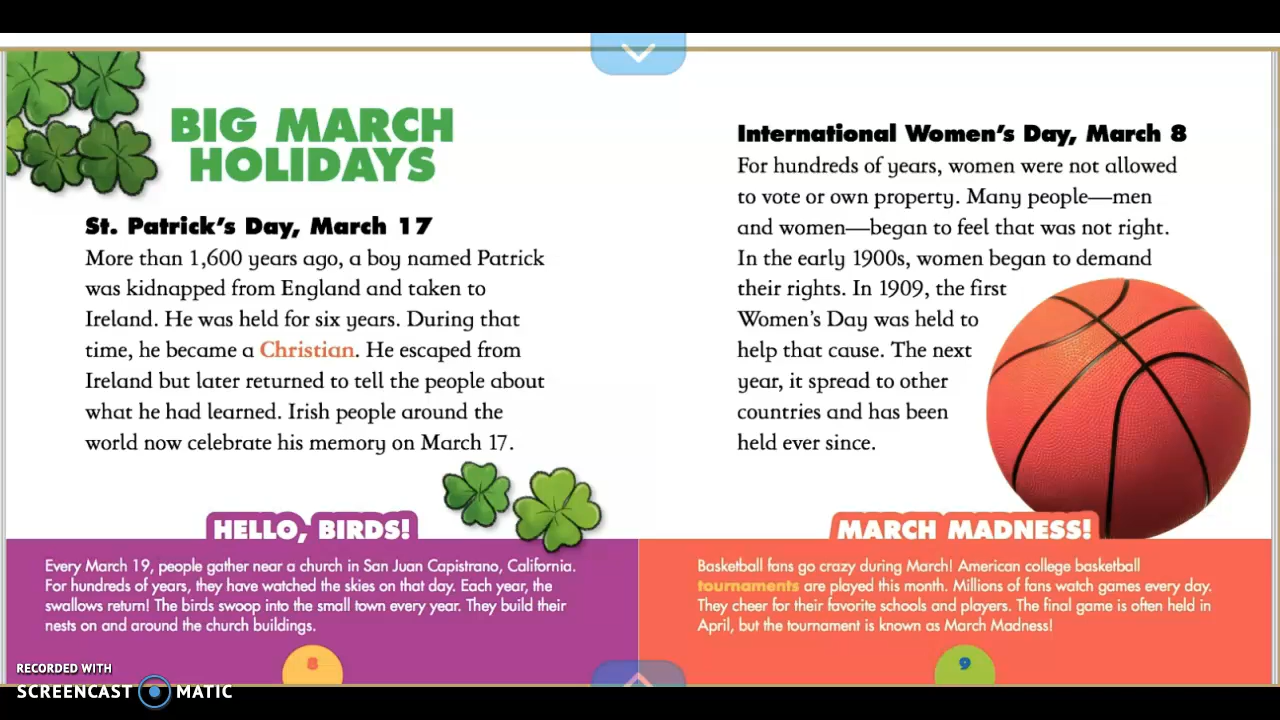 BIG MARCH
HOLIDAYS
St. Patrick's Day, March 17
More than 1,600 years ago, a boy named Patrick
was kidnapped from England and taken to
Ireland. He was held for six years. During that
time, he became a Christian. He escaped from
Ireland but later returned to tell the people about
what he had learned. Irish people around the
world now celebrate his memory on March 17.
HELLO, BIRDS!
Every March 19, people gather near a church in San Juan Capistrano, California.
For hundreds of years, they have watched the skies on that day. Each year, the
swallows return! The birds swoop into the small town every year. They build their
nests on and around the church buildings.
8
International Women's Day, March 8
For hundreds of years, women were not allowed
to vote or own property. Many people—men
and women—began to feel that was not right.
In the early 1900s, women began to demand
their rights. In 1909, the first
Women's Day was held to
help that cause. The next
year, it spread to other
countries and has been
held ever since.
MARCH MADNESS!
Basketball fans go crazy during March! American college basketball
tournaments are played this month. Millions of fans watch games every day.
They cheer for their favorite schools and players. The final game is often held in
April, but the tournament is known as March Madness!
9
RECORDED WITH
SCREENCAST MATIC